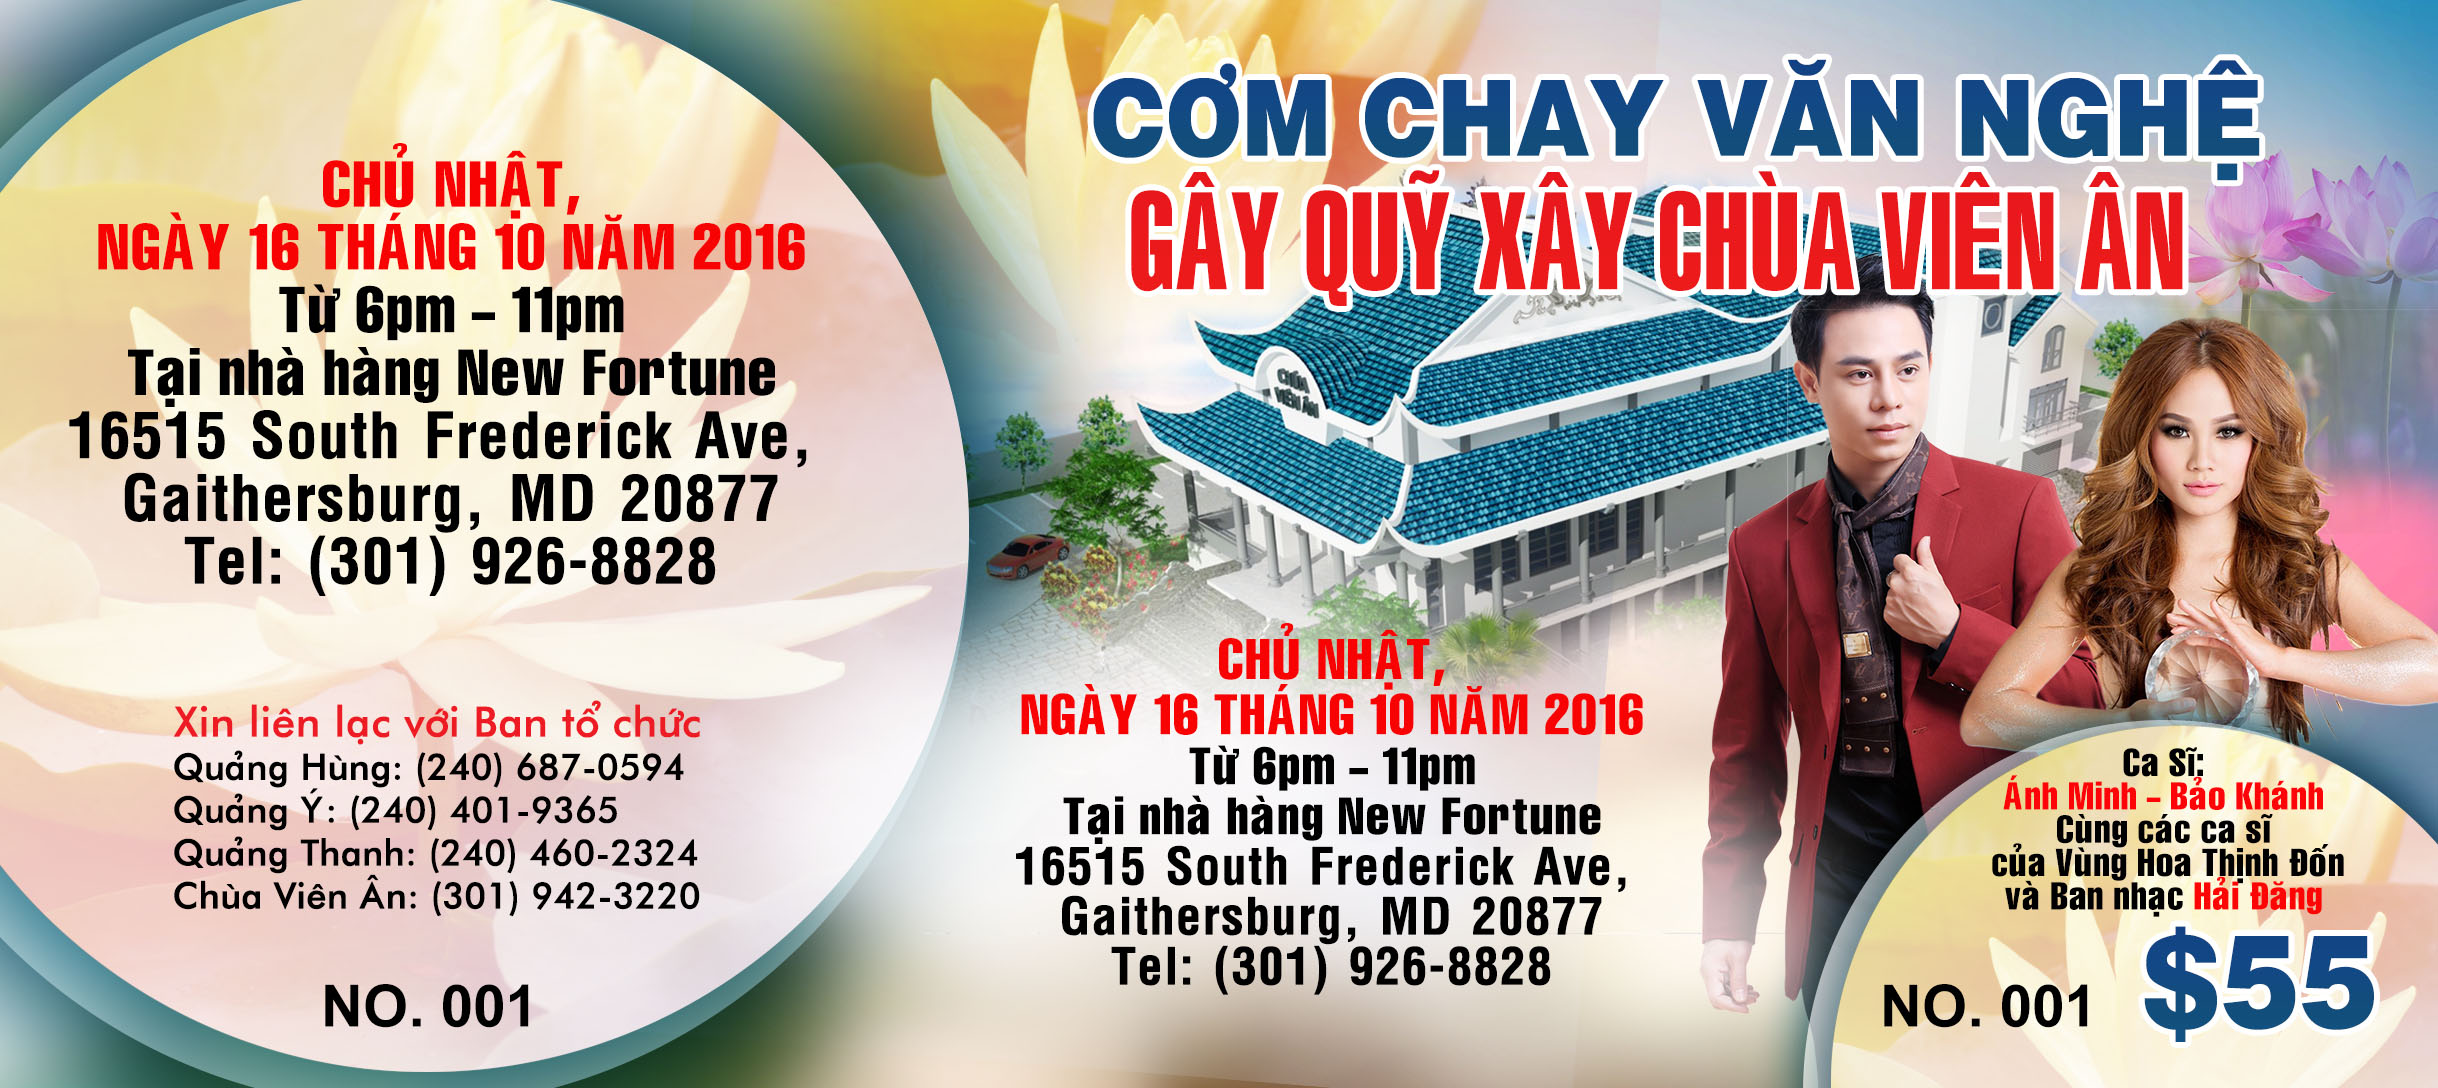 CHỦ NHẬT,
NGÀY 16 THÁNG 10 NĂM 2016
Từ 6pm – 11pm
Tại nhà hàng New Fortune
16515 South Frederick Ave,
Gaithersburg, MD 20877
Tel: (301) 926-8828
Xin liên lạc với Ban tổ chức
Quảng Hùng: (240) 687-0594
Quảng Ý: (240) 401-9365
Quảng Thanh: (240) 460-2324
Chùa Viên Ân: (301) 942-3220
NO. 001
CƠM CHAY VĂN NGHỆ
GÂY QUỸ XÂY CHÙA VIÊN ÂN
CHÙA
VIÊN ÂN
CHỦ NHẬT,
NGÀY 16 THÁNG 10 NĂM 2016
Từ 6pm – 11pm
Tại nhà hàng New Fortune
16515 South Frederick Ave,
Gaithersburg, MD 20877
Tel: (301) 926-8828
Ca Sĩ:
Ánh Minh – Bảo Khánh
Cùng các ca sĩ
của Vùng Hoa Thịnh Đốn
và Ban nhạc Hải Đăng
NO. 001 $55